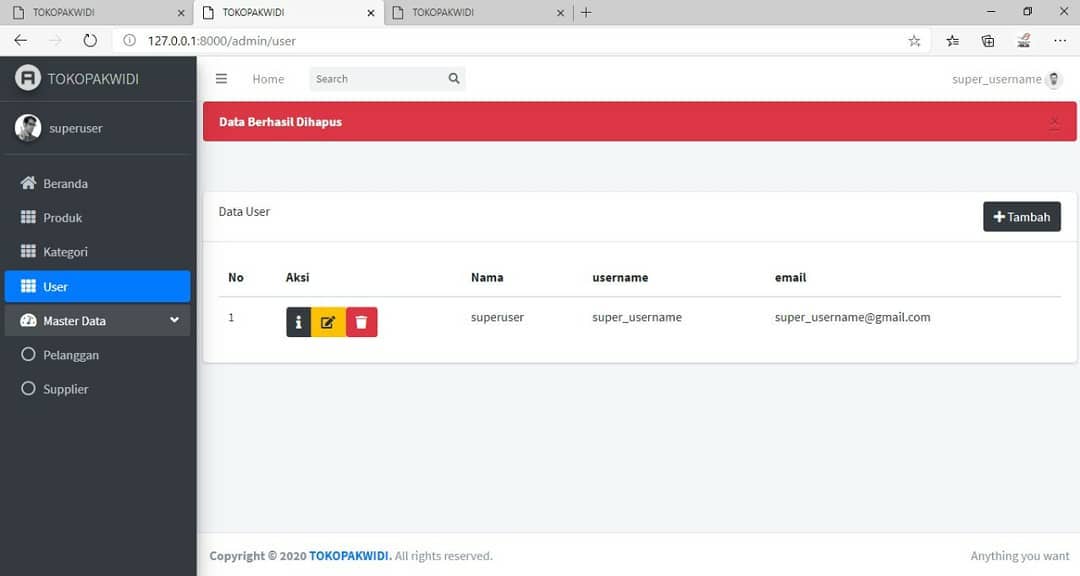 TOKOPAKWIDI
TOKOPAKWIDI
TOKOPAKWIDI
127.0.0.1:8000/admin/user
TOKOPAKWIDI
Home
Search
super_username
superuser
Data Berhasil Dihapus
Beranda
Produk
Kategori
User
Master Data
Pelanggan
Supplier
Data User
Tambah
No Aksi Nama username email
1 superuser super_username super_username@gmail.com
Copyright © 2020 TOKOPAKWIDI. All rights reserved.
Anything you want